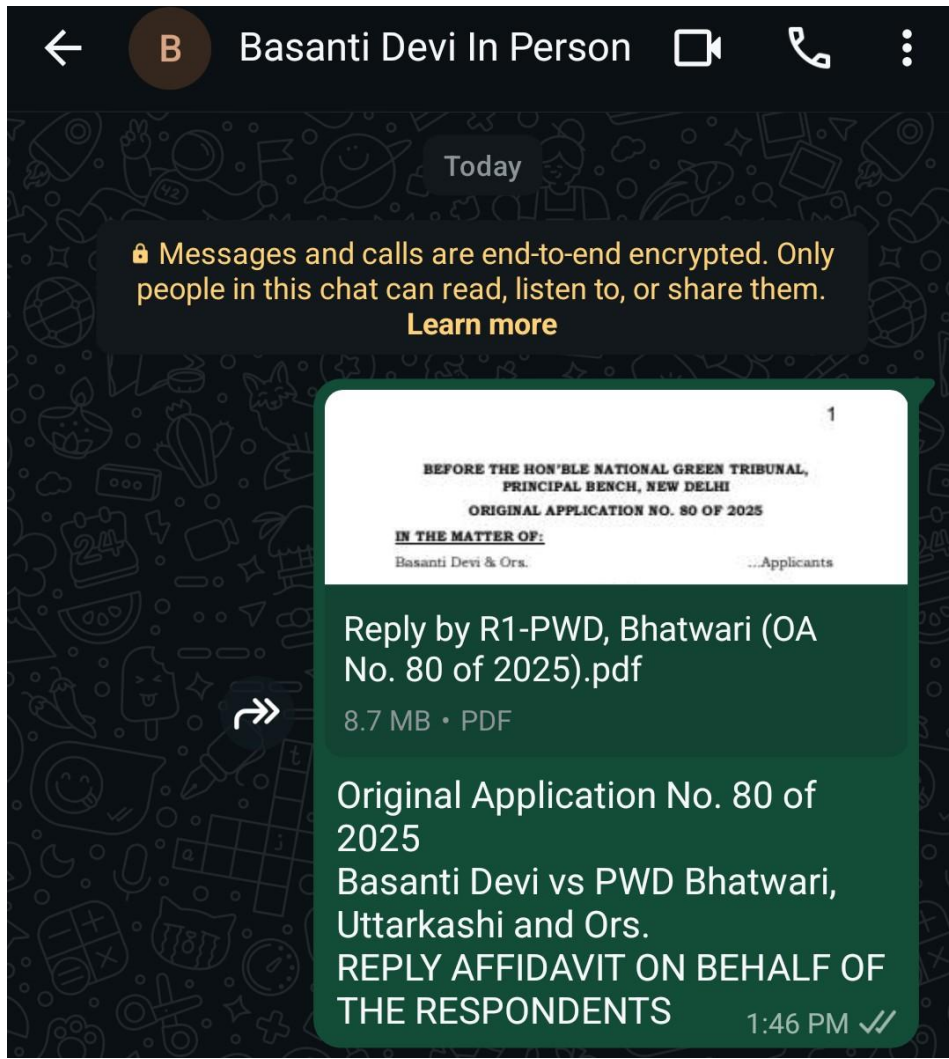 B
Basanti Devi In Person
Today
Messages and calls are end-to-end encrypted. Only
people in this chat can read, listen to, or share them.
Learn more
1
BEFORE THE HON'BLE NATIONAL GREEN TRIBUNAL,
PRINCIPAL BENCH, NEW DELHI
ORIGINAL APPLICATION NO. 80 OF 2025
IN THE MATTER OF:
Basanti Devi & Ors. ...Applicants
Reply by R1-PWD, Bhatwari (OA
No. 80 of 2025).pdf
8.7 MB • PDF
Original Application No. 80 of
2025
Basanti Devi vs PWD Bhatwari,
Uttarkashi and Ors.
REPLY AFFIDAVIT ON BEHALF OF
THE RESPONDENTS
1:46 PM